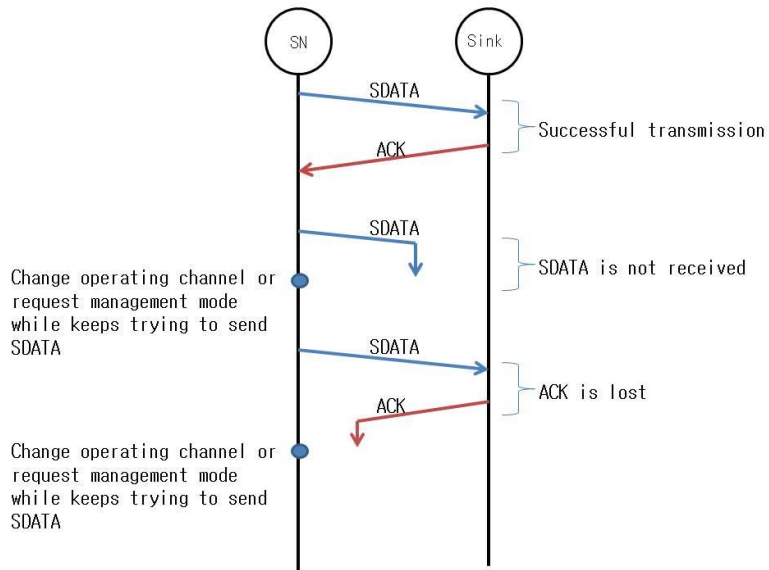 SN
Sink
SDATA
Successful transmission
ACK
SDATA
SDATA is not received
Change operating channel or
request management mode
while keeps trying to send
SDATA
SDATA
ACK is lost
ACK
Change operating channel or
request management mode
while keeps trying to send
SDATA